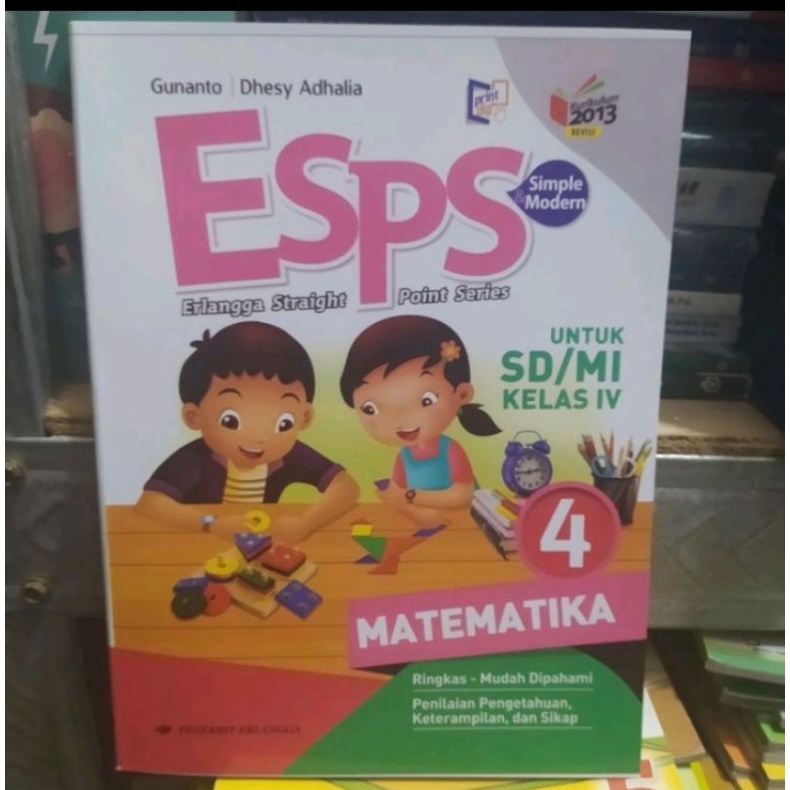 Gunanto | Dhesy Adhalia
print
Kurikulum
2013
REVISI
ESPS
Simple
&Modern
Erlangga Straight Point Series
UNTUK
SD/MI
KELAS IV
4
MATEMATIKA
Ringkas - Mudah Dipahami
Penilaian Pengetahuan,
Keterampilan, dan Sikap
PENERBIT ERLANGGA